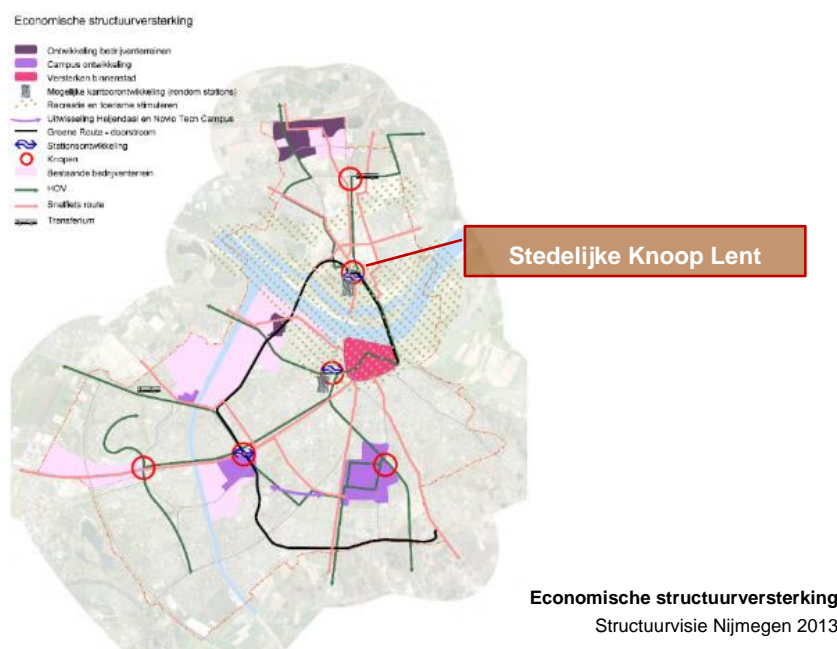 Economische structuurversterking
Ontwikkeling bedrijventerreinen
Campus ontwikkeling
Versterken binnenstad
Mogelijke kantoorontwikkeling (rondom stations)
Recreatie en toerisme stimuleren
Uitwisseling Heijendaal en Novio Tech Campus
Groene Route - doorstroom
Stationsontwikkeling
Knopen
Bestaande bedrijventerrein
HOV
Snelfiets route
Transferium
Stedelijke Knoop Lent
Economische structuurversterking
Structuurvisie Nijmegen 2013